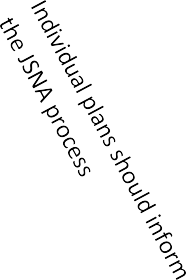 Individual plans should inform
the JSNA process